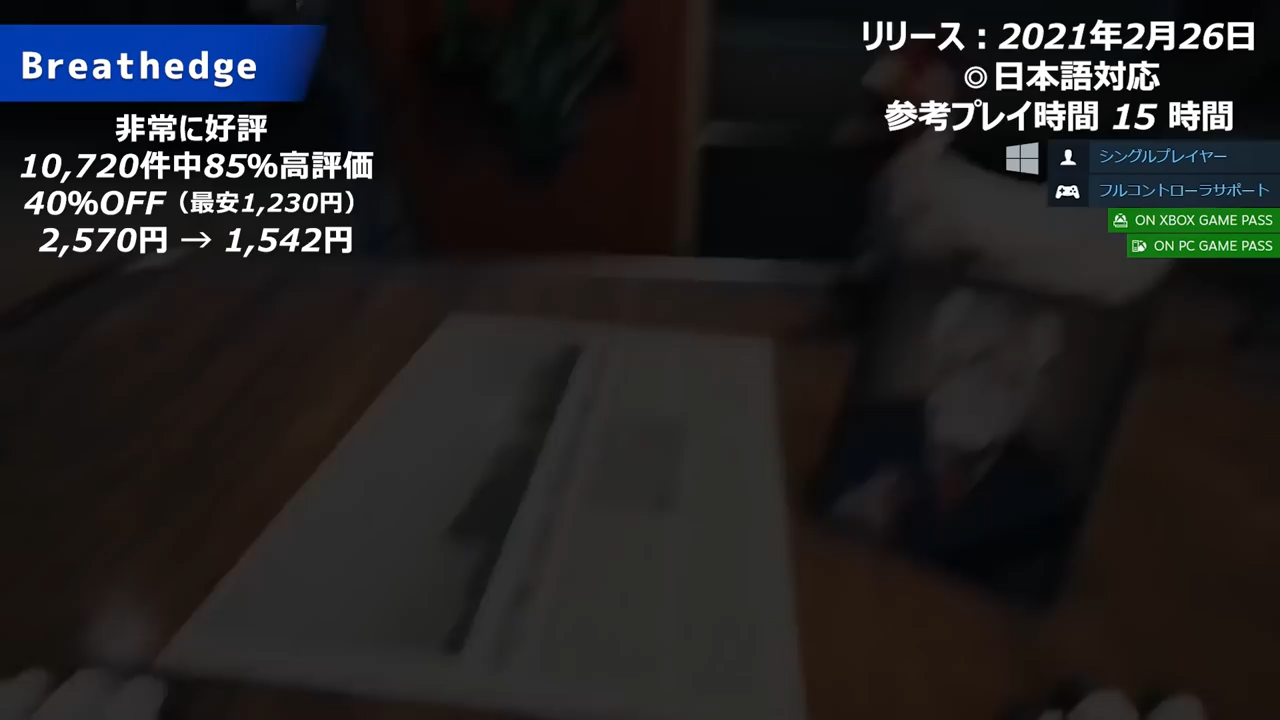 Breathedge
非常に好評
10,720件中85%高評価
40%OFF（最安1,230円）
2,570円 → 1,542円
リリース：2021年2月26日
◎日本語対応
参考プレイ時間 15 時間
シングルプレイヤー
フルコントローラサポート
ON XBOX GAME PASS
ON PC GAME PASS